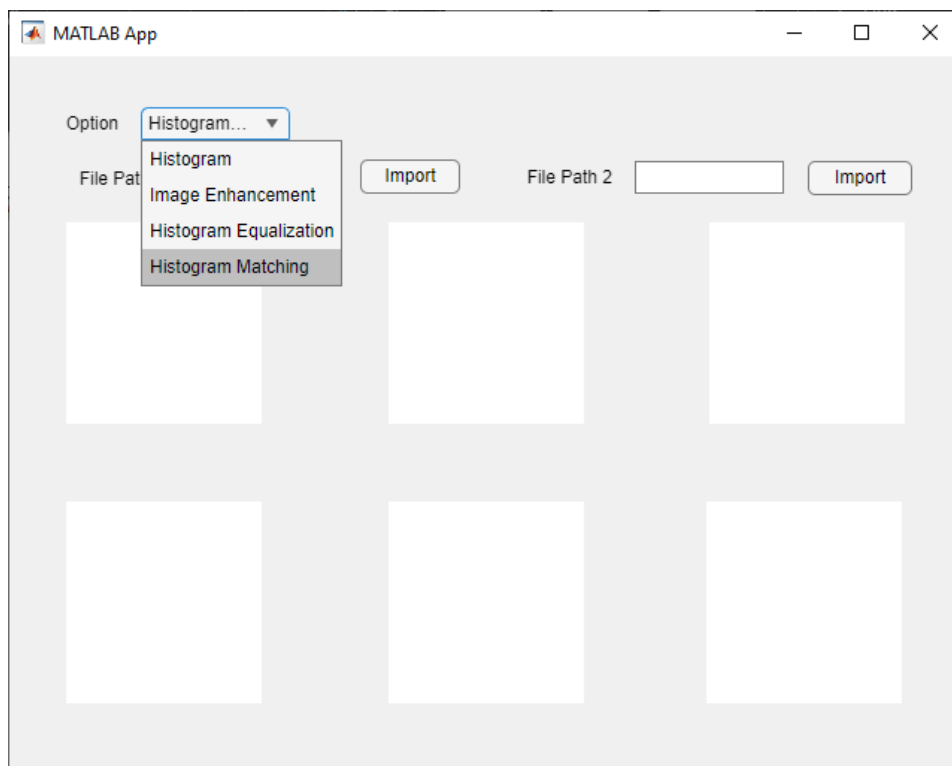 MATLAB App
Option Histogram...
Histogram
File Pat Import File Path 2 Import
Image Enhancement
Histogram Equalization
Histogram Matching